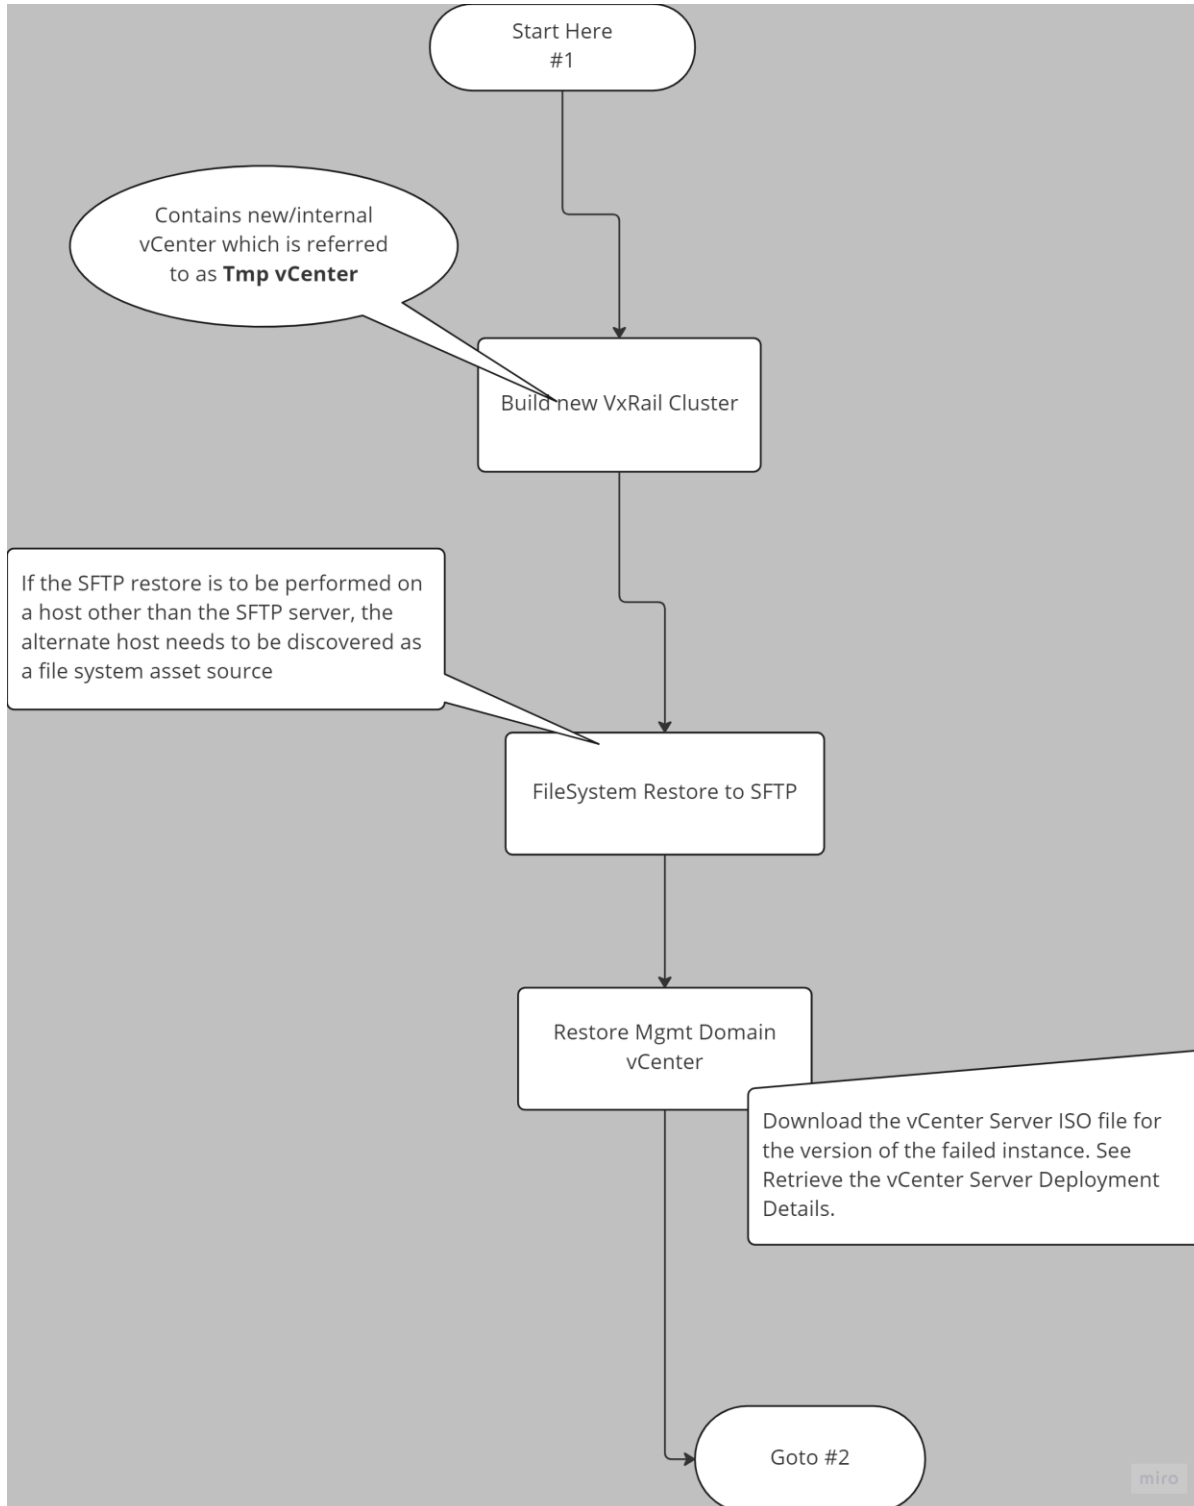 Start Here
#1
Contains new/internal
vCenter which is referred
to as Tmp vCenter
Build new VxRail Cluster
If the SFTP restore is to be performed on
a host other than the SFTP server, the
alternate host needs to be discovered as
a file system asset source
FileSystem Restore to SFTP
Restore Mgmt Domain
vCenter
Download the vCenter Server ISO file for
the version of the failed instance. See
Retrieve the vCenter Server Deployment
Details.
Goto #2
miro